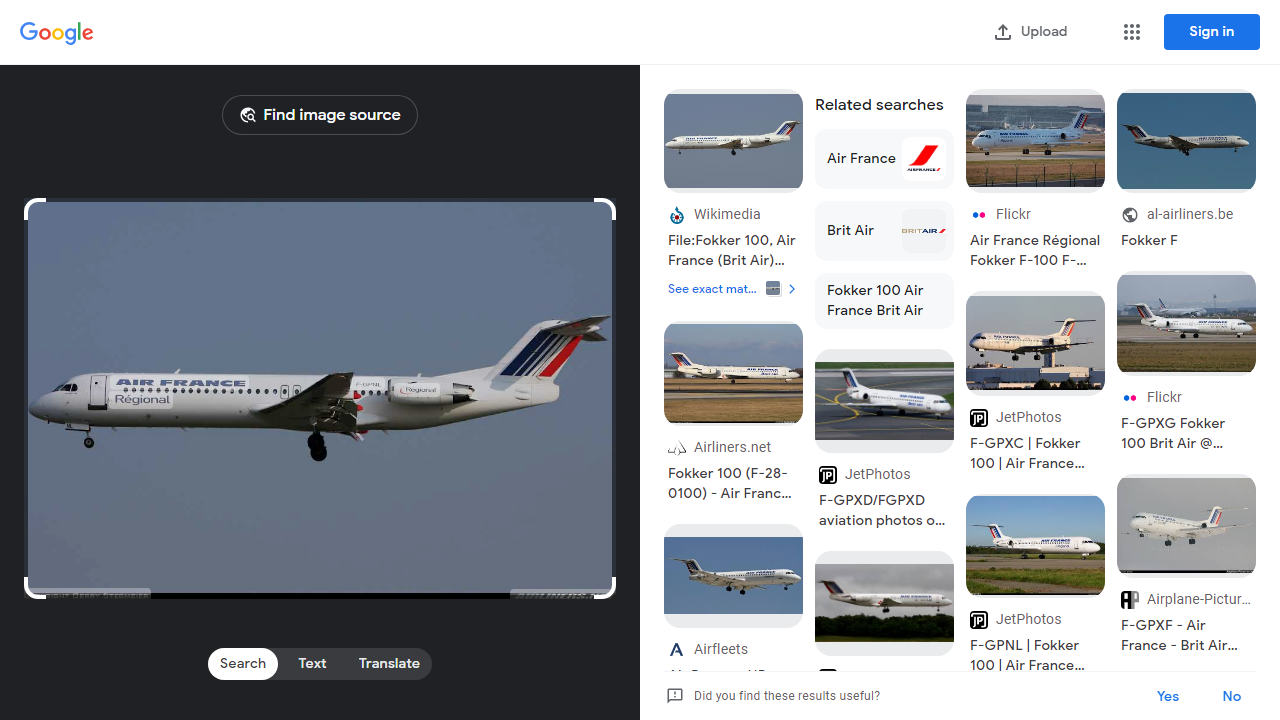 Google
Upload
Sign in
Find image source
AIR FRANCE
Régional
F-GPNL
Régional
Search
Text
Translate
Wikimedia
File:Fokker 100, Air
France (Brit Air)...
See exact mat...
Airliners.net
Fokker 100 (F-28-
0100) - Air Franc...
Airfleets
Related searches
Air France
AIRFRANCE
Brit Air
BRITAIR
Fokker 100 Air
France Brit Air
JetPhotos
F-GPXD/FGPXD
aviation photos o...
Flickr
Air France Régional
Fokker F-100 F-...
JetPhotos
F-GPXC | Fokker
100 | Air France...
JetPhotos
F-GPNL | Fokker
100 | Air France...
al-airliners.be
Fokker F
Flickr
F-GPXG Fokker
100 Brit Air @
Airplane-Pictur...
F-GPXF - Air
France - Brit Air...
Did you find these results useful?
Yes
No